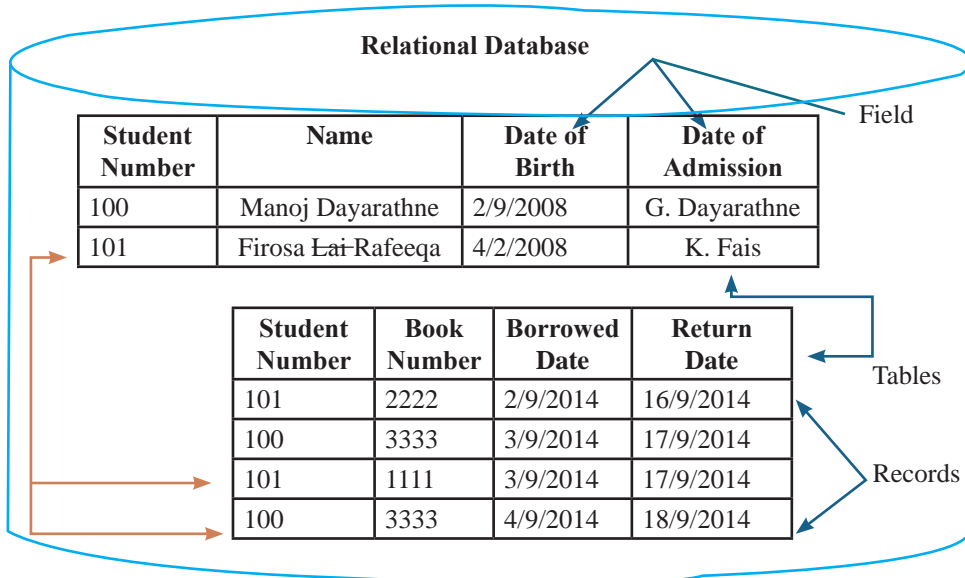 Relational Database
Field
Student Number Name Date of Birth Date of Admission
100 Manoj Dayarathne 2/9/2008 G. Dayarathne
101 Firosa Lai Rafeeqa 4/2/2008 K. Fais
Student Number Book Number Borrowed Date Return Date
Tables
101 2222 2/9/2014 16/9/2014
100 3333 3/9/2014 17/9/2014
101 1111 3/9/2014 17/9/2014
Records
100 3333 4/9/2014 18/9/2014